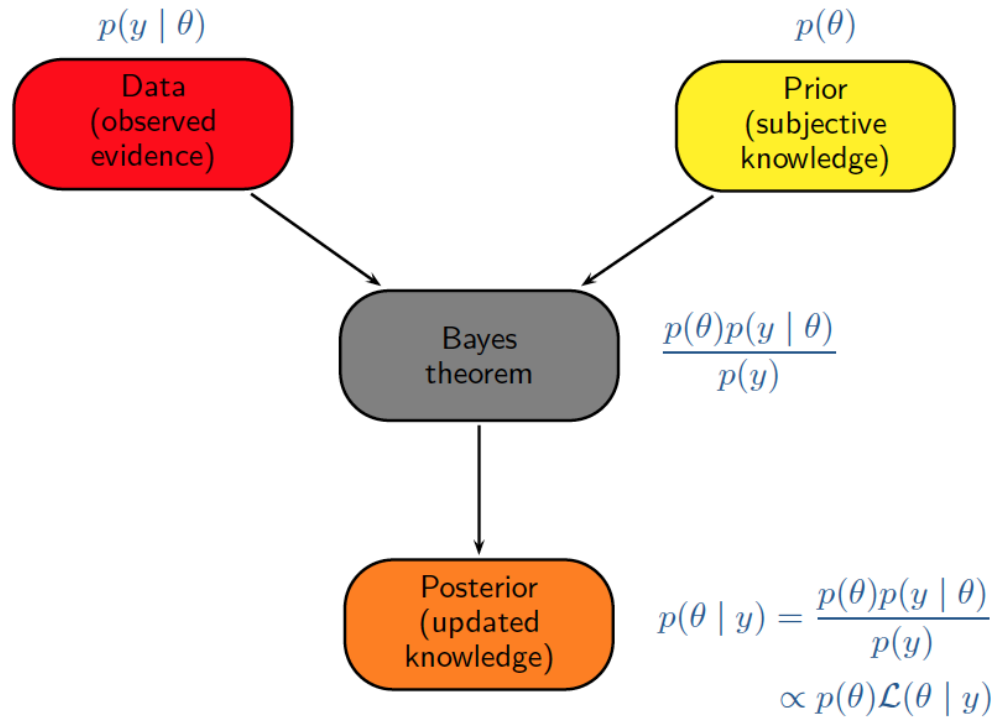 p(y | θ)
p(θ)
Data
(observed
evidence)
Prior
(subjective
knowledge)
Bayes
theorem
p(θ)p(y | θ)
p(y)
Posterior
(updated
knowledge)
p(θ | y) = p(θ)p(y | θ)
p(y)
∝ p(θ)ℒ(θ | y)